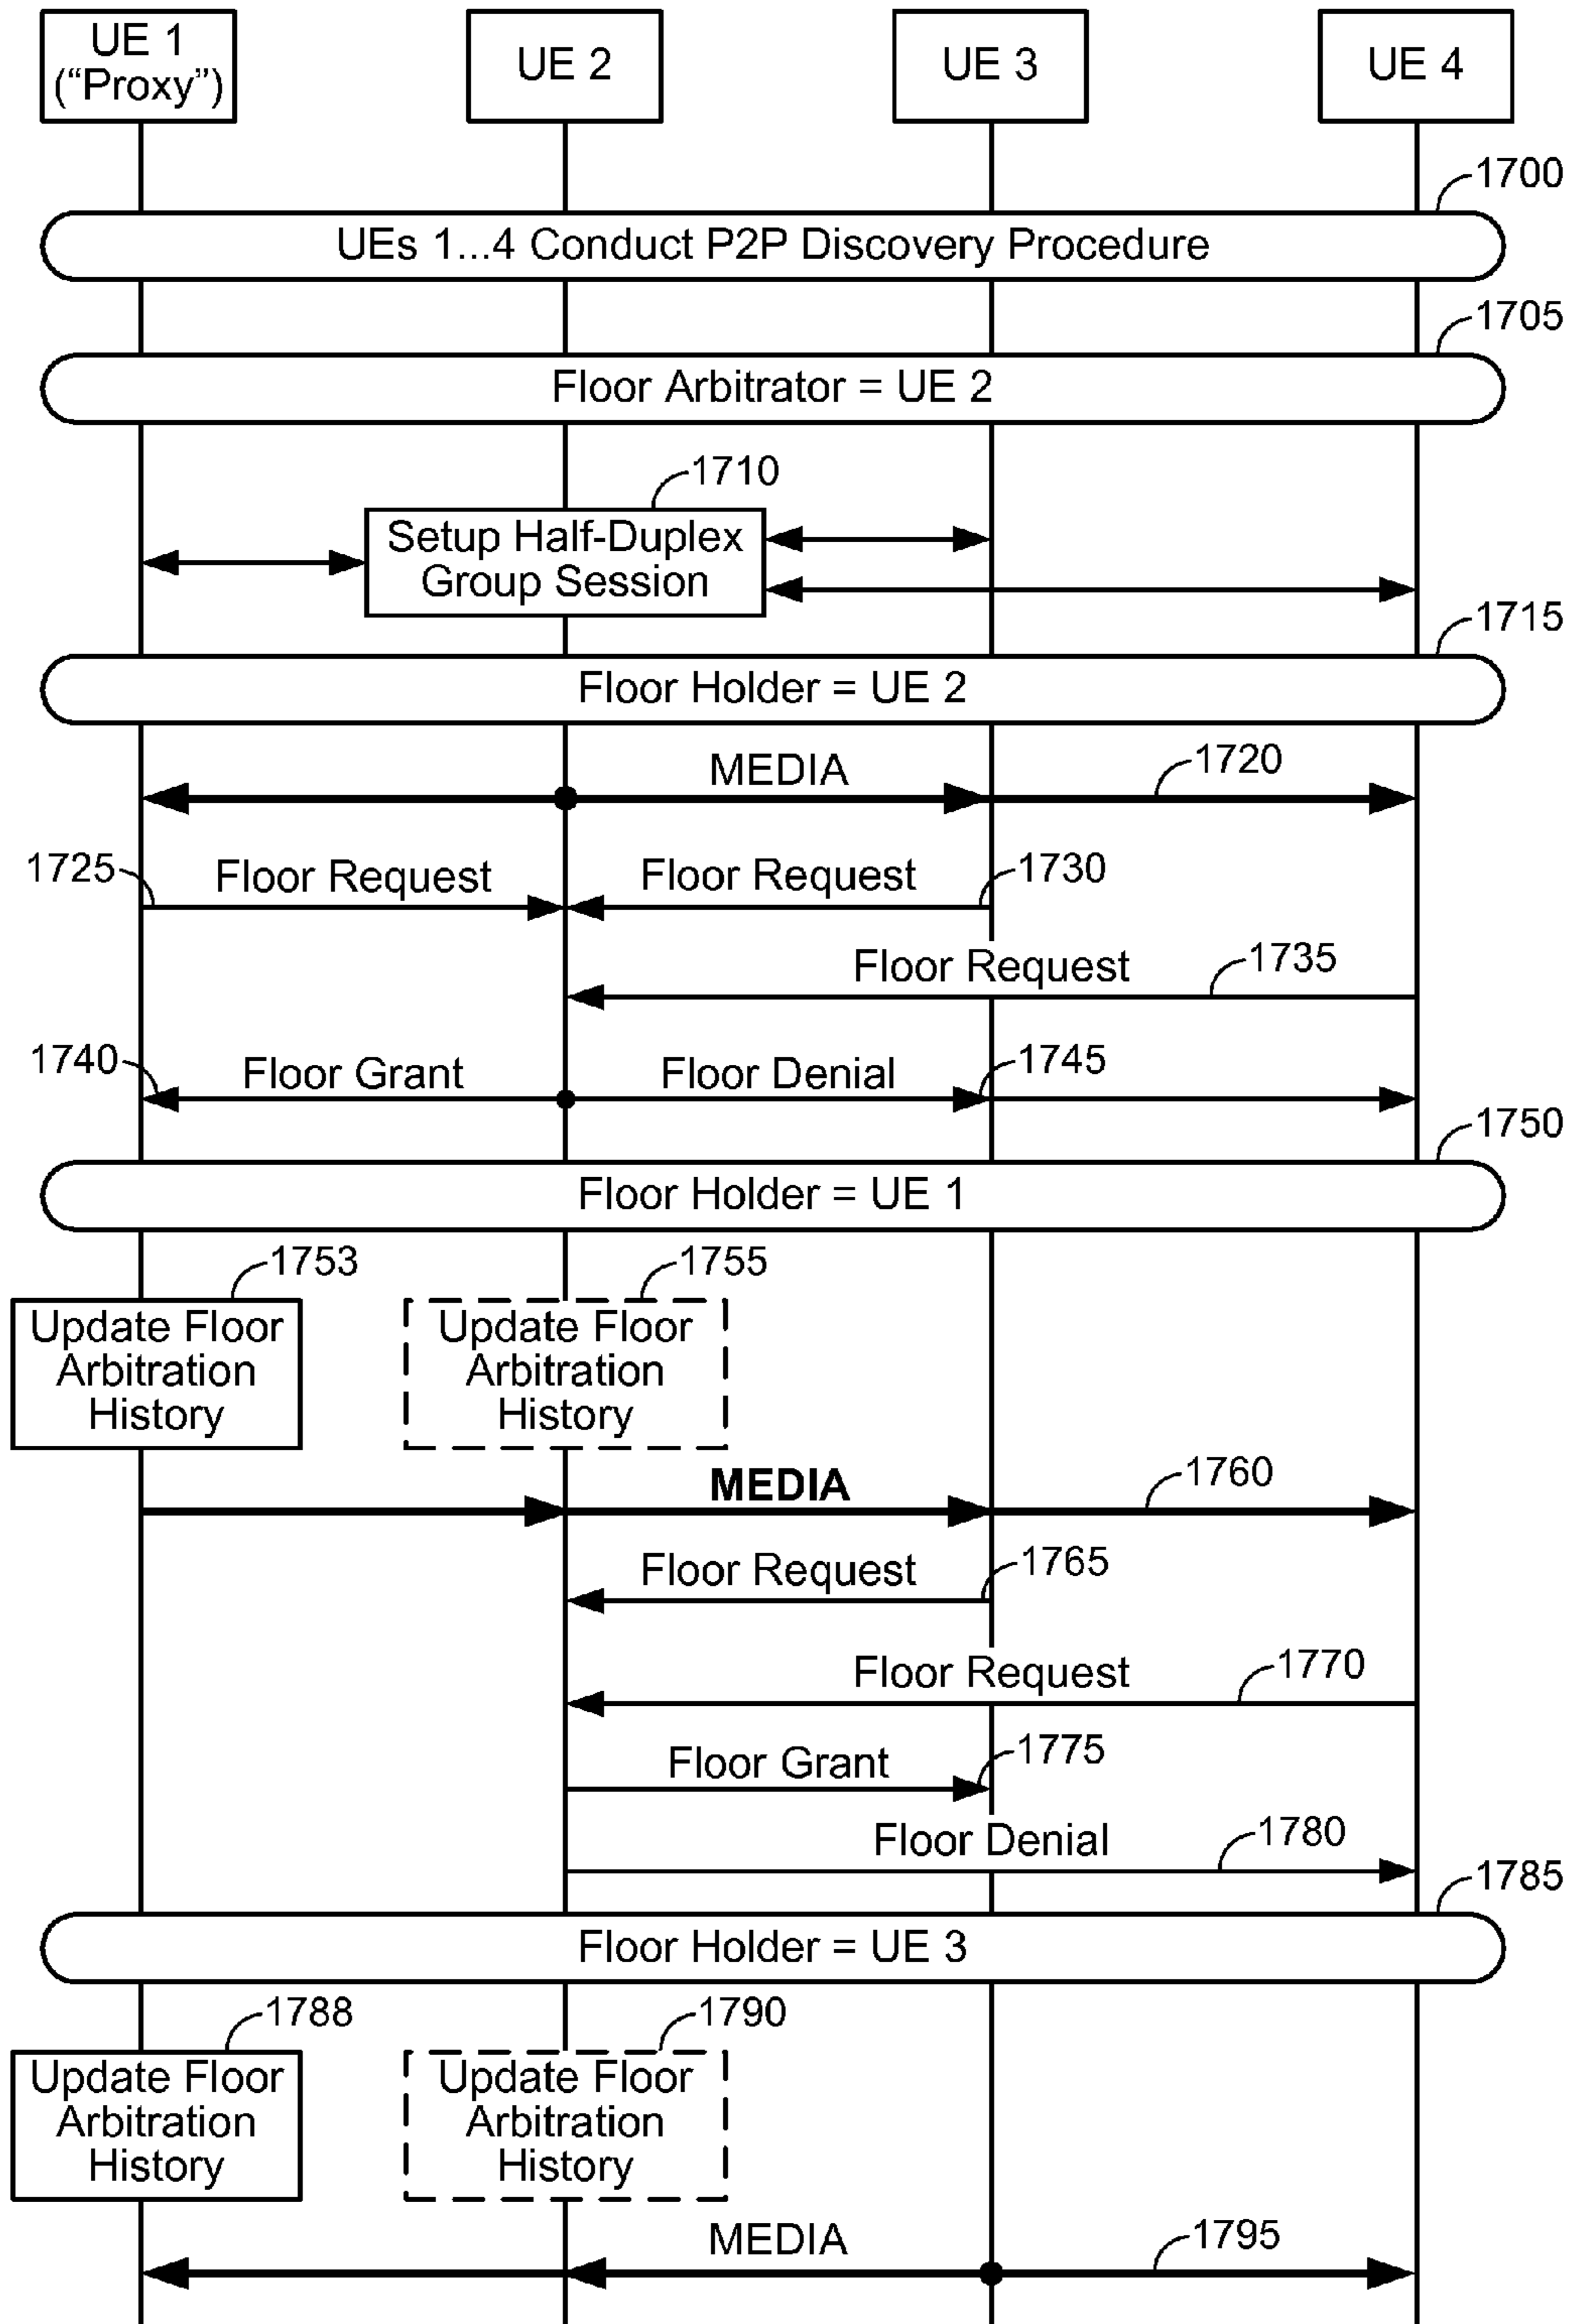 UE 1
("Proxy")
UE 2
UE 3
UE 4
1700
UEs 1...4 Conduct P2P Discovery Procedure
1705
Floor Arbitrator = UE 2
1710
Setup Half-Duplex
Group Session
1715
Floor Holder = UE 2
MEDIA
1720
1725
Floor Request
Floor Request
1730
Floor Request
1735
1740
Floor Grant
Floor Denial
1745
1750
Floor Holder = UE 1
1753
1755
Update Floor
Arbitration
History
Update Floor
Arbitration
History
MEDIA
1760
Floor Request
1765
Floor Request
1770
Floor Grant
1775
Floor Denial
1780
1785
Floor Holder = UE 3
1788
1790
Update Floor
Arbitration
History
Update Floor
Arbitration
History
MEDIA
1795